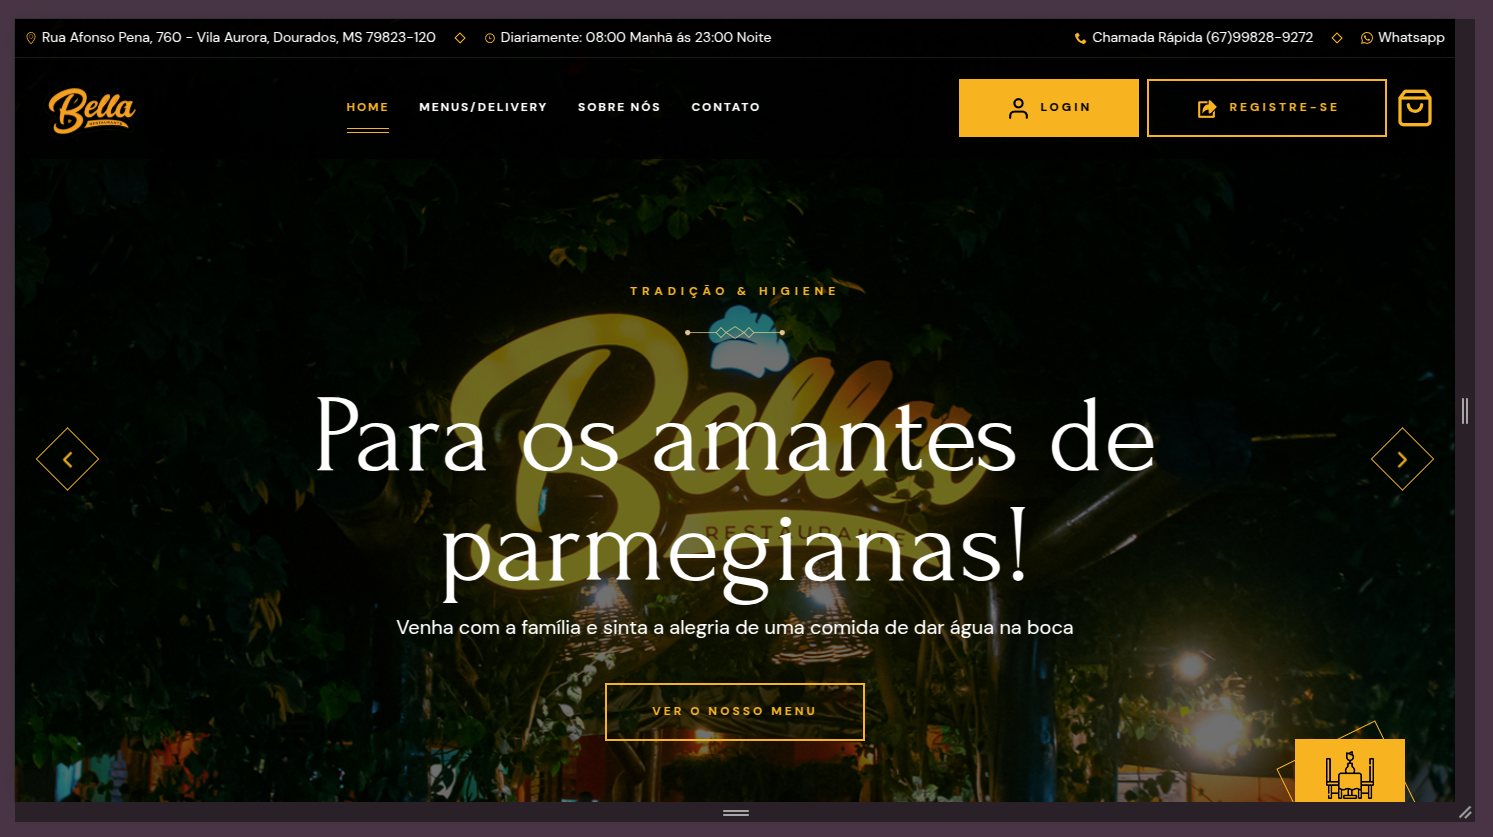 Rua Afonso Pena, 760 - Vila Aurora, Dourados, MS 79823-120
Diariamente: 08:00 Manhã ás 23:00 Noite
Chamada Rápida (67)99828-9272
Whatsapp
Bella
RESTAURANTE
HOME
MENUS/DELIVERY
SOBRE NÓS
CONTATO
LOGIN
REGISTRE-SE
TRADIÇÃO & HIGIENE
Bella
RESTAURANTE
Para os amantes de
parmegianas!
Venha com a família e sinta a alegria de uma comida de dar água na boca
VER O NOSSO MENU